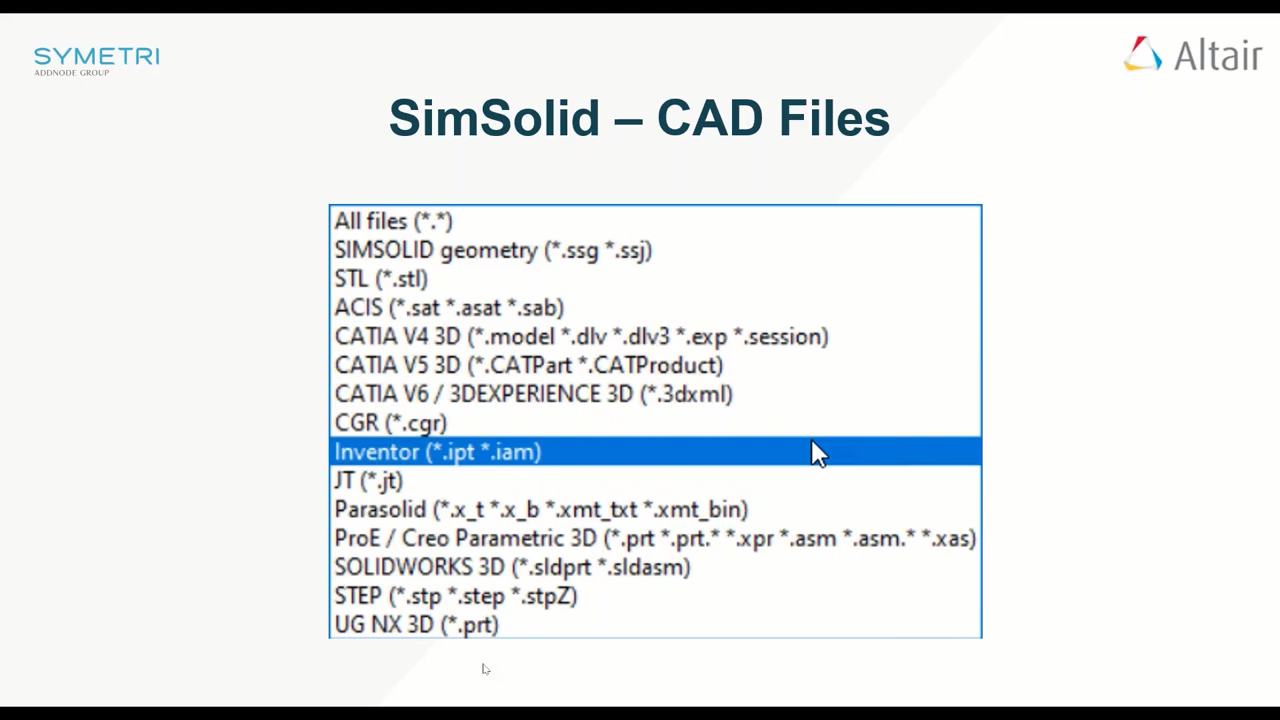 SYMETRI
ADDNODE GROUP
Altair
SimSolid – CAD Files
All files (*.*)
SIMSOLID geometry (*.ssg *.ssj)
STL (*.stl)
ACIS (*.sat *.asat *.sab)
CATIA V4 3D (*.model *.dlv *.dlv3 *.exp *.session)
CATIA V5 3D (*.CATPart *.CATProduct)
CATIA V6 / 3DEXPERIENCE 3D (*.3dxml)
CGR (*.cgr)
Inventor (*.ipt *.iam)
JT (*.jt)
Parasolid (*.x_t *.x_b *.xmt_txt *.xmt_bin)
ProE / Creo Parametric 3D (*.prt *.prt.* *.xpr *.asm *.asm.* *.xas)
SOLIDWORKS 3D (*.sldprt *.sldasm)
STEP (*.stp *.step *.stpZ)
UG NX 3D (*.prt)